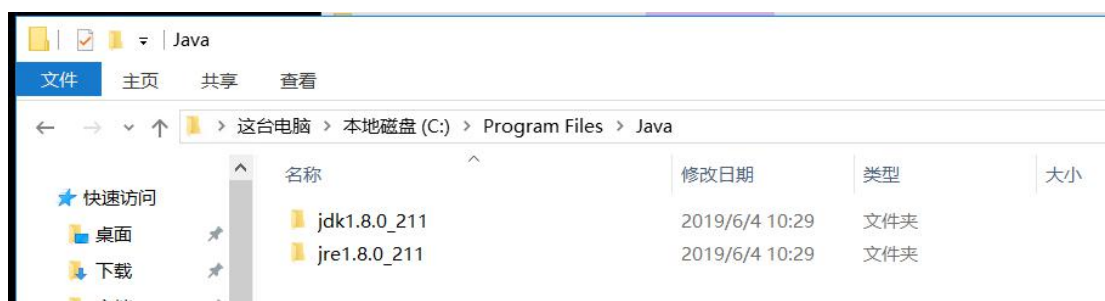 Java
文件 主页 共享 查看
这台电脑 > 本地磁盘 (C:) > Program Files > Java
名称 修改日期 类型 大小
快速访问
桌面
下载
jdk1.8.0_211 2019/6/4 10:29 文件夹
jre1.8.0_211 2019/6/4 10:29 文件夹